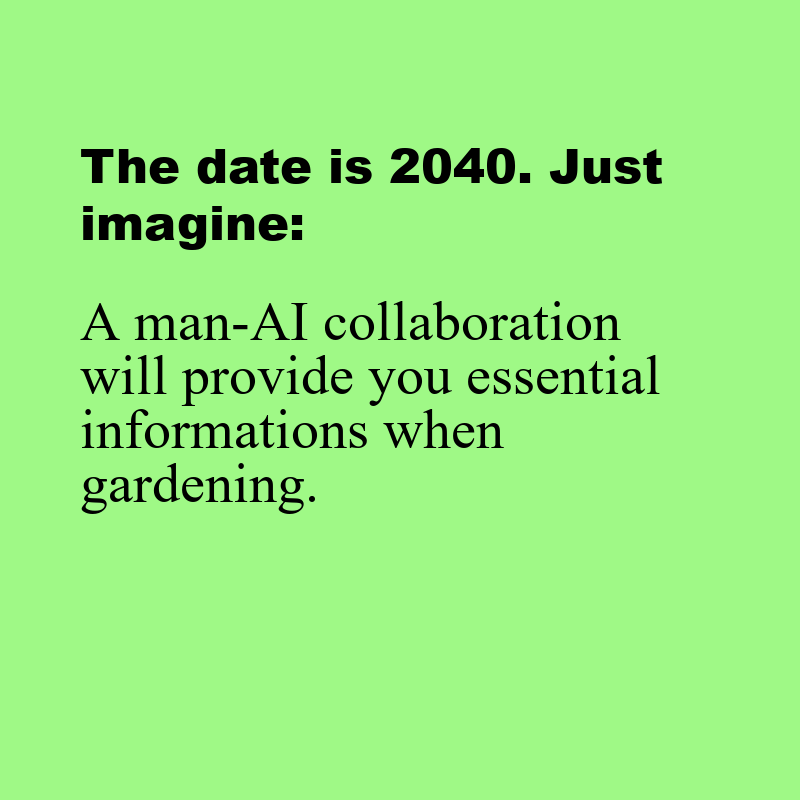 The date is 2040. Just
imagine:
A man-AI collaboration
will provide you essential
informations when
gardening.